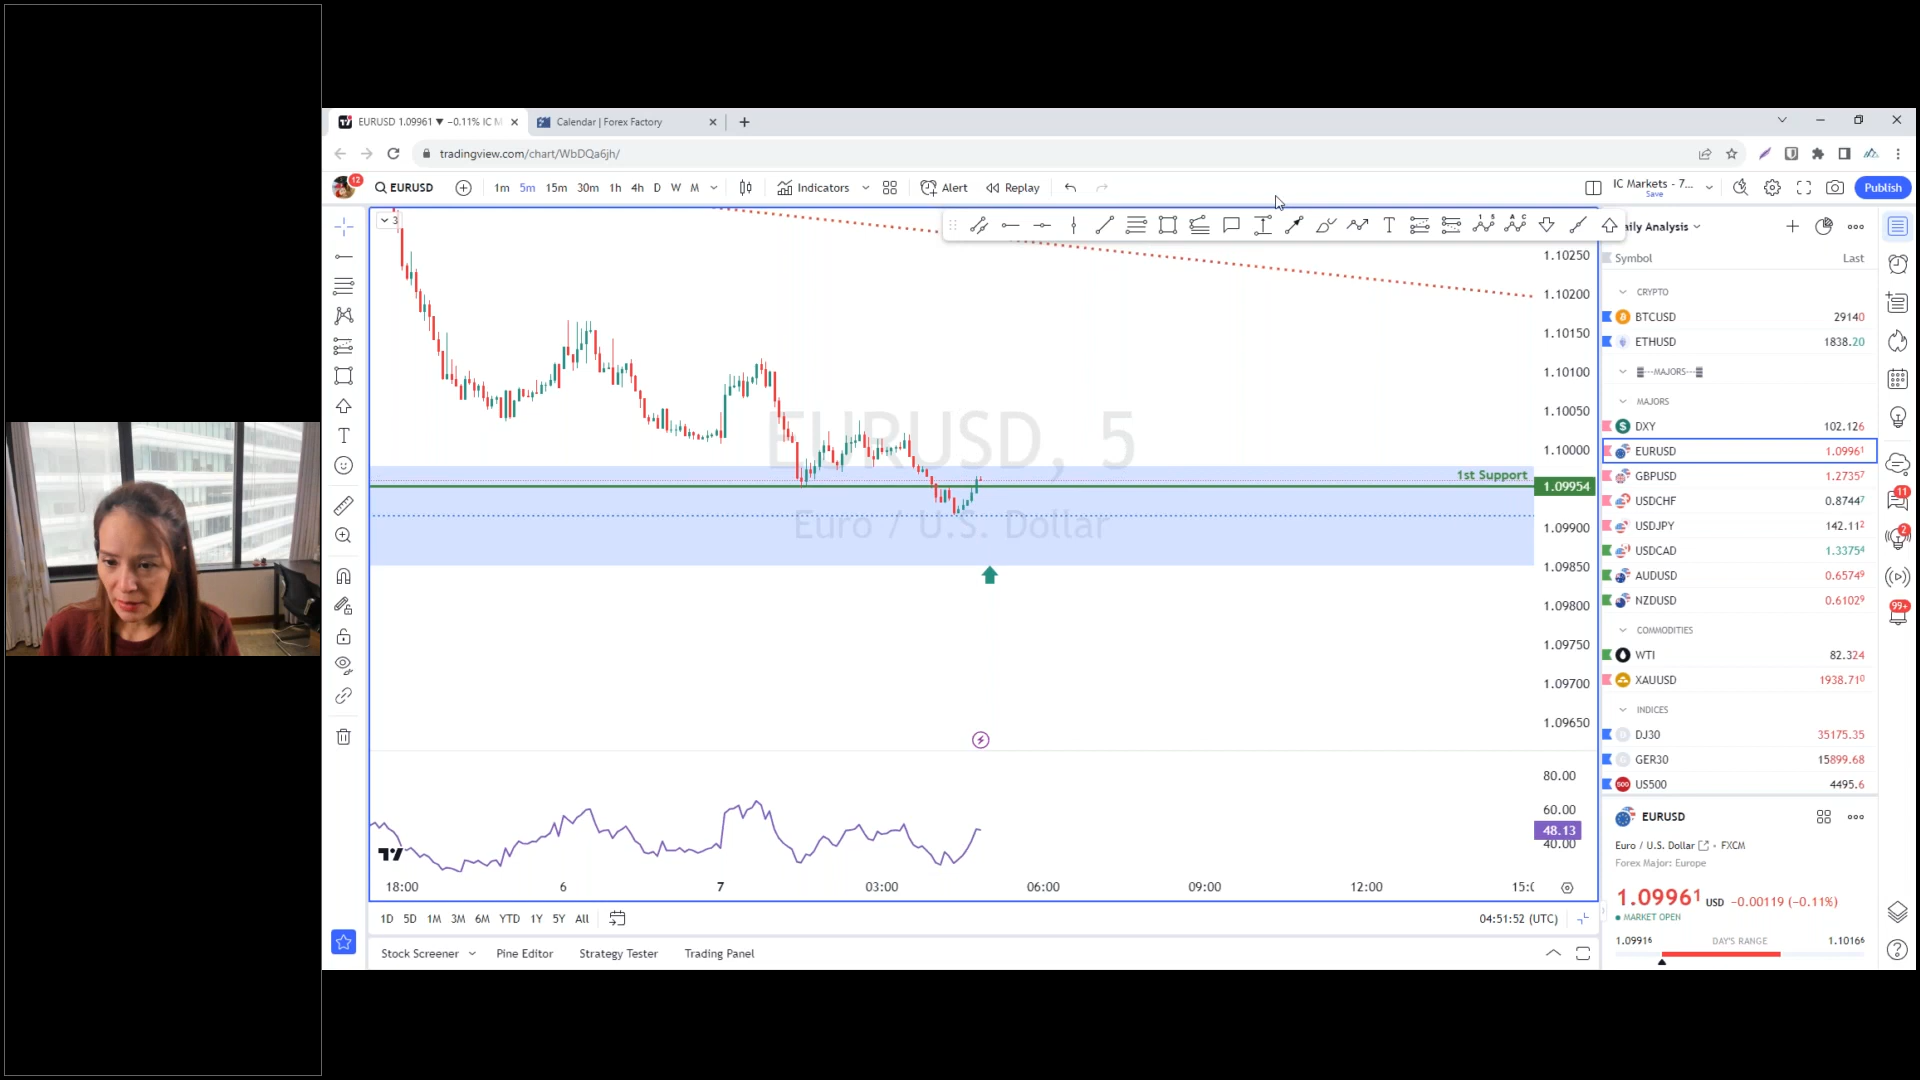 EURUSD 1.09961 ▼ −0.11% IC M
Calendar | Forex Factory
tradingview.com/chart/WbDQa6jh/
12
EURUSD
1m 5m 15m 30m 1h 4h D W M
Indicators
Alert
Replay
IC Markets - 7...
Save
Publish
3
aily Analysis
Symbol Last
CRYPTO
BTCUSD 29140
ETHUSD 1838.20
---MAJORS---
MAJORS
DXY 102.126
EURUSD 1.09961
GBPUSD 1.27357
USDCHF 0.87447
USDJPY 142.112
USDCAD 1.33754
AUDUSD 0.65749
NZDUSD 0.61029
COMMODITIES
WTI 82.324
XAUUSD 1938.710
INDICES
DJ30 35175.35
GER30 15899.68
US500 4495.6
11
2
99+
EURUSD, 5
Euro / U.S. Dollar
1st Support
1.10250
1.10200
1.10150
1.10100
1.10050
1.10000
1.09954
1.09900
1.09850
1.09800
1.09750
1.09700
1.09650
80.00
60.00
48.13
40.00
18:00 6 7 03:00 06:00 09:00 12:00 15:0
1D 5D 1M 3M 6M YTD 1Y 5Y All
04:51:52 (UTC)
Stock Screener Pine Editor Strategy Tester Trading Panel
EURUSD
Euro / U.S. Dollar • FXCM
Forex Major: Europe
1.09961 USD −0.00119 (−0.11%)
MARKET OPEN
1.09916 DAY'S RANGE 1.10166